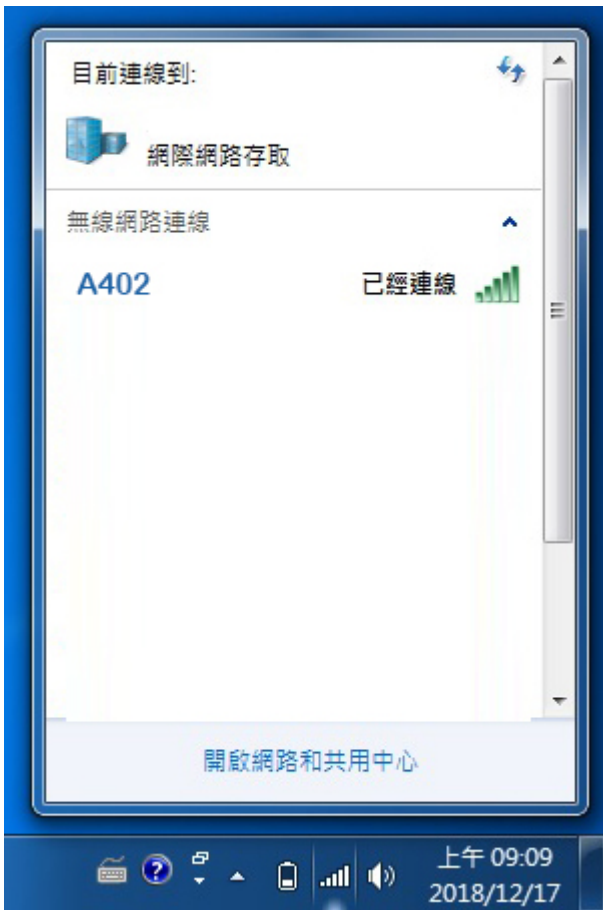 目前連線到:
網際網路存取
無線網路連線
A402 已經連線
開啟網路和共用中心
上午 09:09
2018/12/17